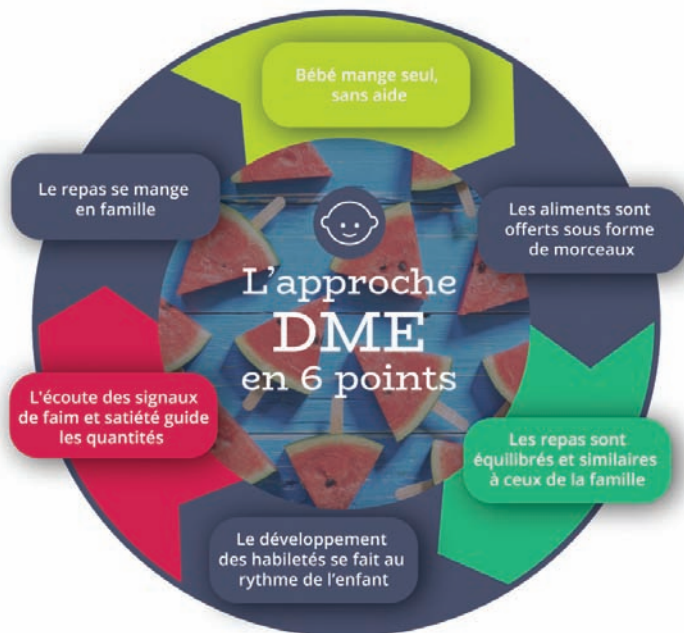 L'approche
DME
en 6 points
Bébé mange seul,
sans aide
Les aliments sont
offerts sous forme
de morceaux
Les repas sont
équilibrés et similaires
à ceux de la famille
Le développement
des habiletés se fait au
rythme de l'enfant
L'écoute des signaux
de faim et satiété guide
les quantités
Le repas se mange
en famille